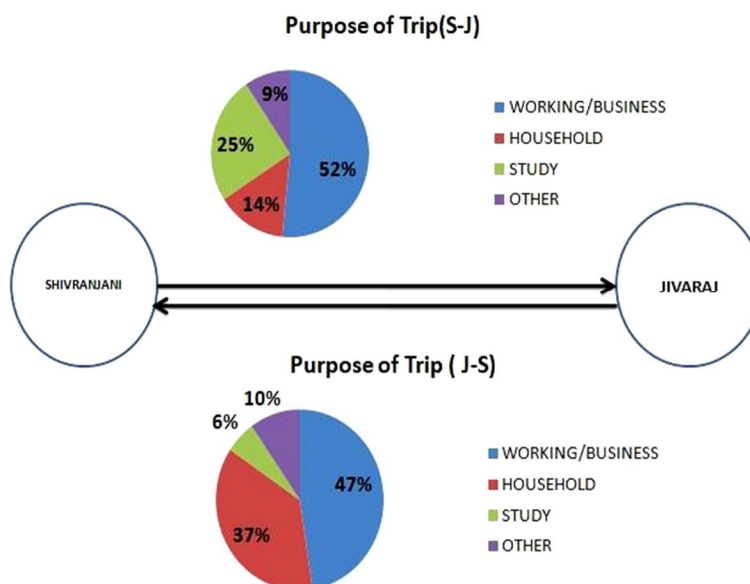 Purpose of Trip(S-J)
9%
25%
52%
14%
WORKING/BUSINESS
HOUSEHOLD
STUDY
OTHER
SHIVRANJANI
JIVARAJ
Purpose of Trip ( J-S)
10%
6%
47%
37%
WORKING/BUSINESS
HOUSEHOLD
STUDY
OTHER